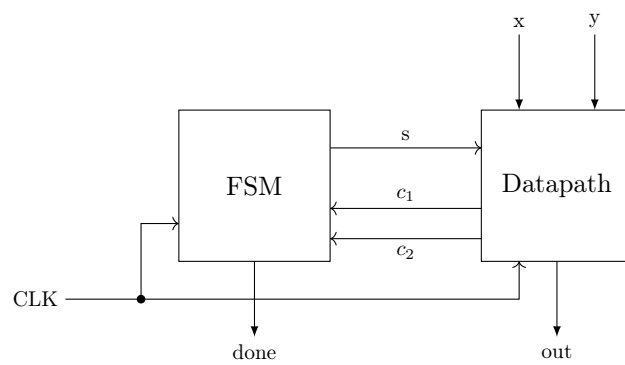 x y
s
FSM
Datapath
c₁
c₂
CLK
done
out